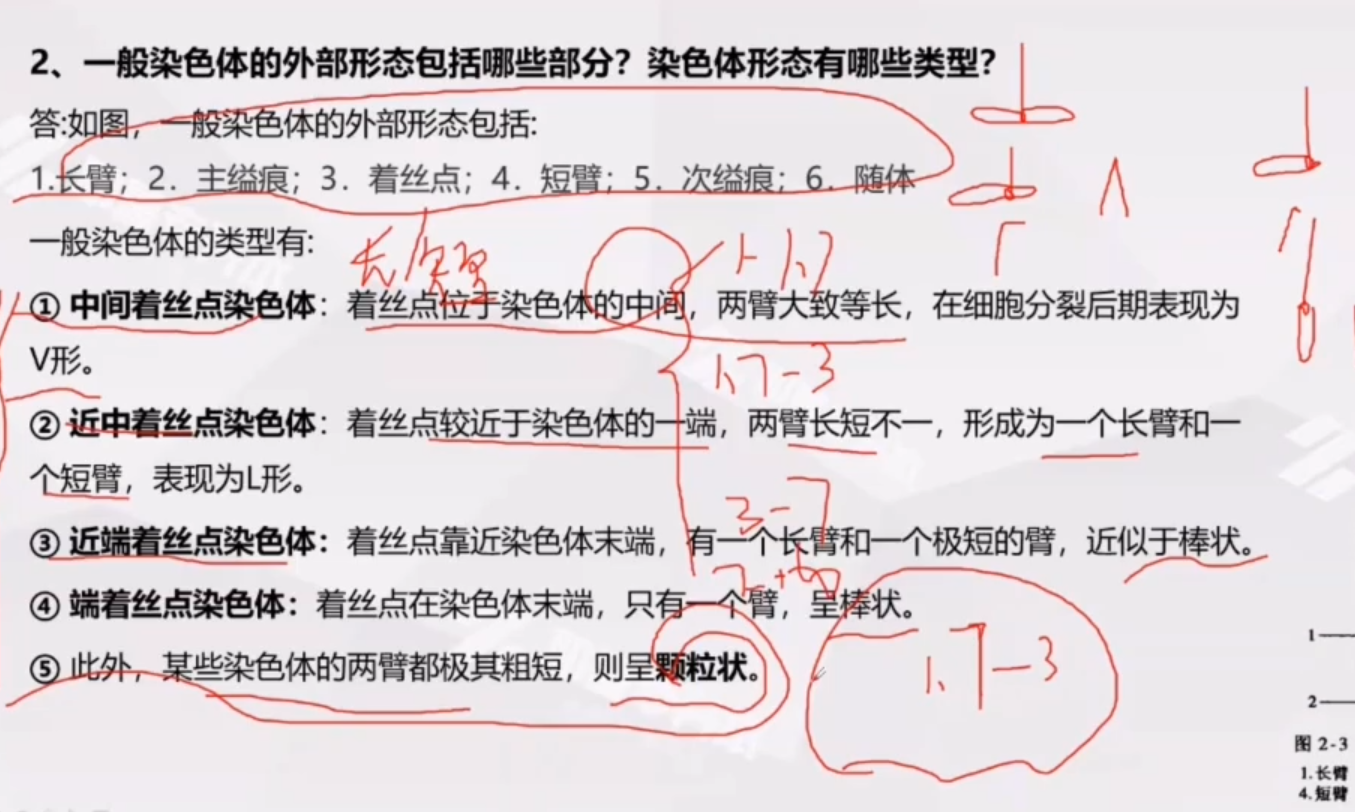 2、一般染色体的外部形态包括哪些部分？染色体形态有哪些类型？
答:如图，一般染色体的外部形态包括:
1.长臂；2．主缢痕；3．着丝点；4．短臂；5．次缢痕；6．随体
一般染色体的类型有:
长/短臂
1-1.7
① 中间着丝点染色体：着丝点位于染色体的中间，两臂大致等长，在细胞分裂后期表现为
V形。
1.7-3
② 近中着丝点染色体：着丝点较近于染色体的一端，两臂长短不一，形成为一个长臂和一
个短臂，表现为L形。
3-7
③ 近端着丝点染色体：着丝点靠近染色体末端，有一个长臂和一个极短的臂，近似于棒状。
④ 端着丝点染色体：着丝点在染色体末端，只有一个臂，呈棒状。
⑤ 此外，某些染色体的两臂都极其粗短，则呈颗粒状。
1.7-3
1
2
图 2-3
1.长臂
4.短臂